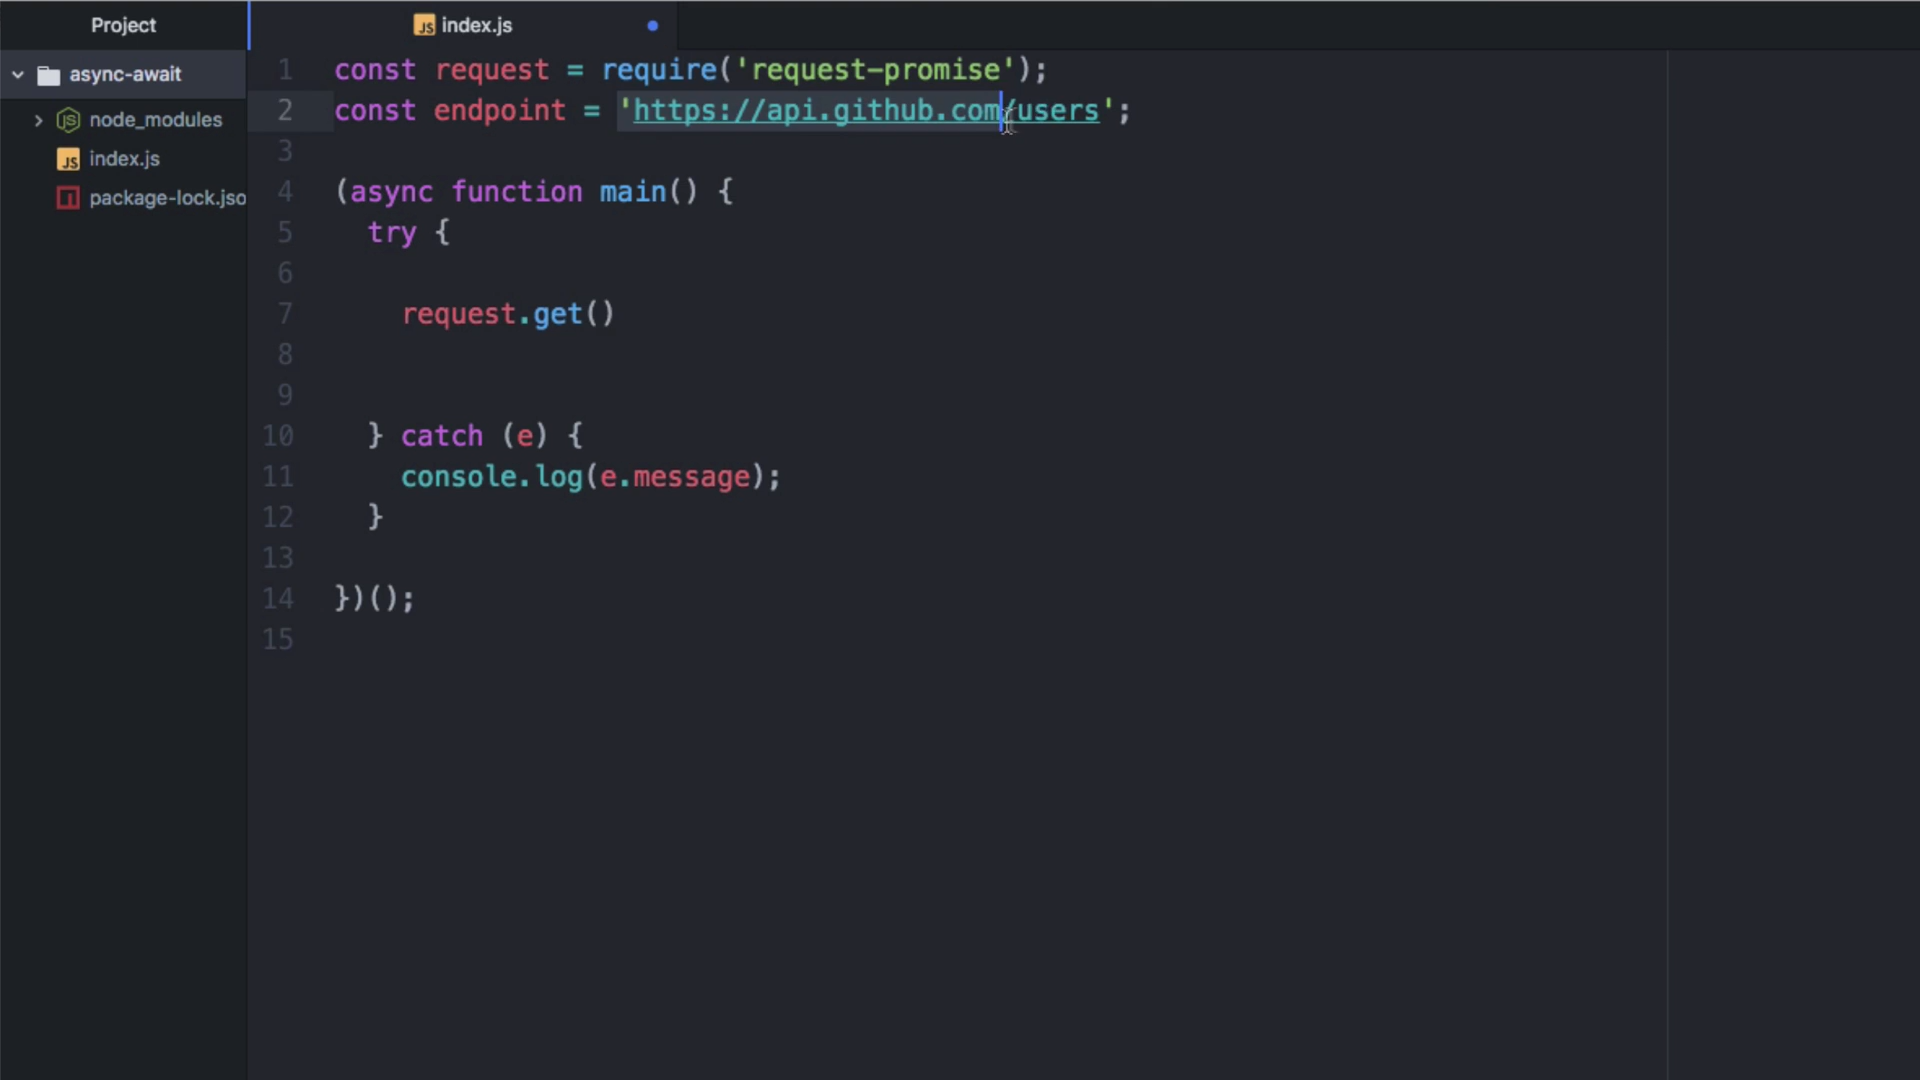 Project
index.js
async-await
node_modules
index.js
package-lock.jso
1 const request = require('request-promise');
2 const endpoint = 'https://api.github.com/users';
3
4 (async function main() {
5 try {
6
7 request.get()
8
9
10 } catch (e) {
11 console.log(e.message);
12 }
13
14 })();
15